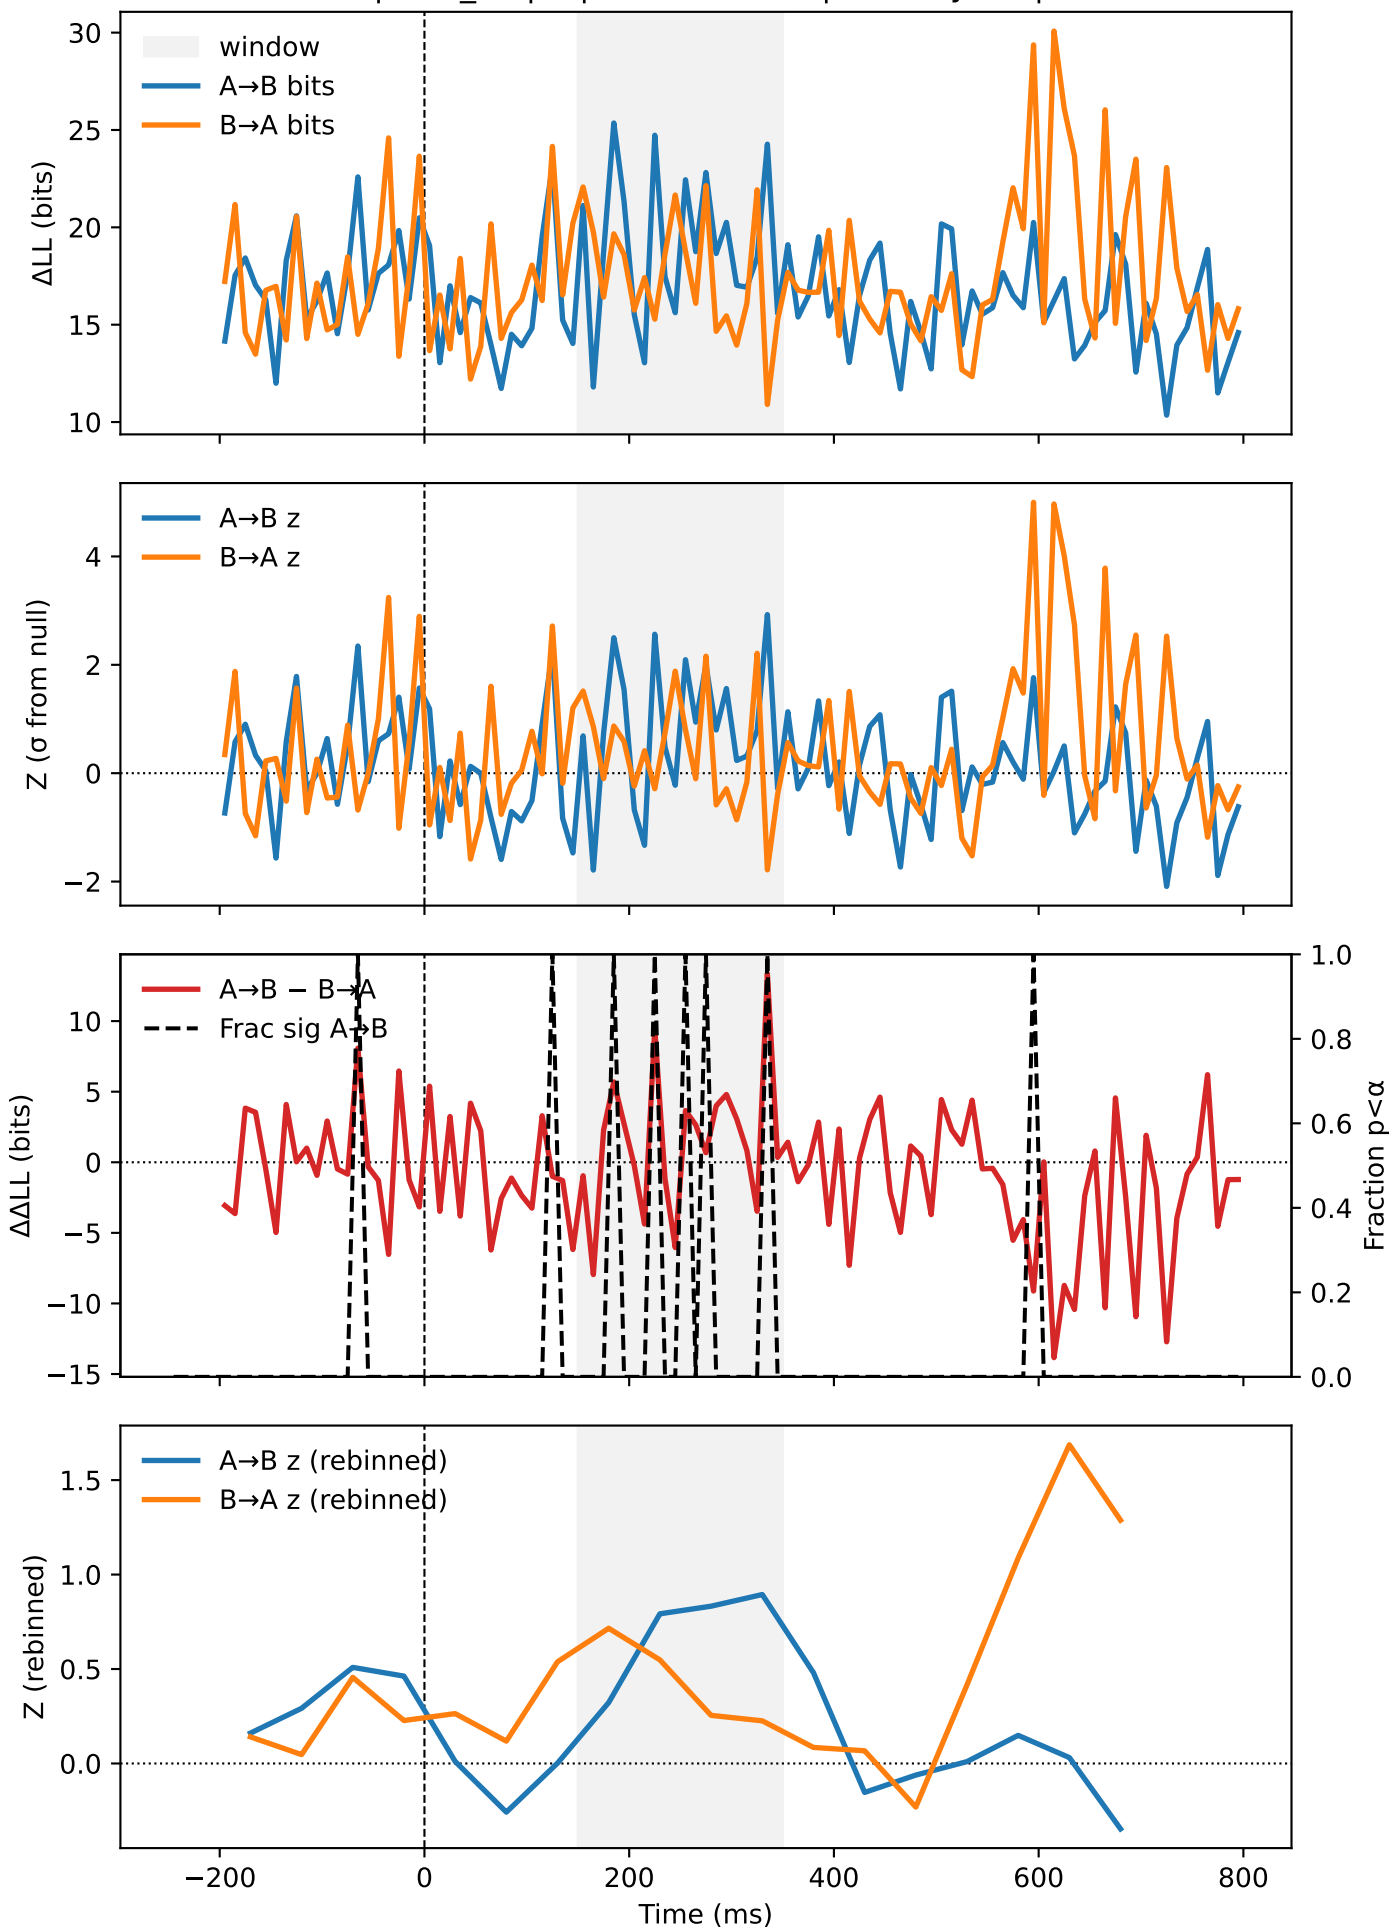 30
25
20
15
10
ΔLL (bits)
window
A→B bits
B→A bits
4
2
0
−2
Z (σ from null)
A→B z
B→A z
10
5
0
−5
−10
−15
ΔΔLL (bits)
A→B − B→A
Frac sig A→B
1.0
0.8
0.6
0.4
0.2
0.0
Fraction p<α
1.5
1.0
0.5
0.0
Z (rebinned)
A→B z (rebinned)
B→A z (rebinned)
−200 0 200 400 600 800
Time (ms)